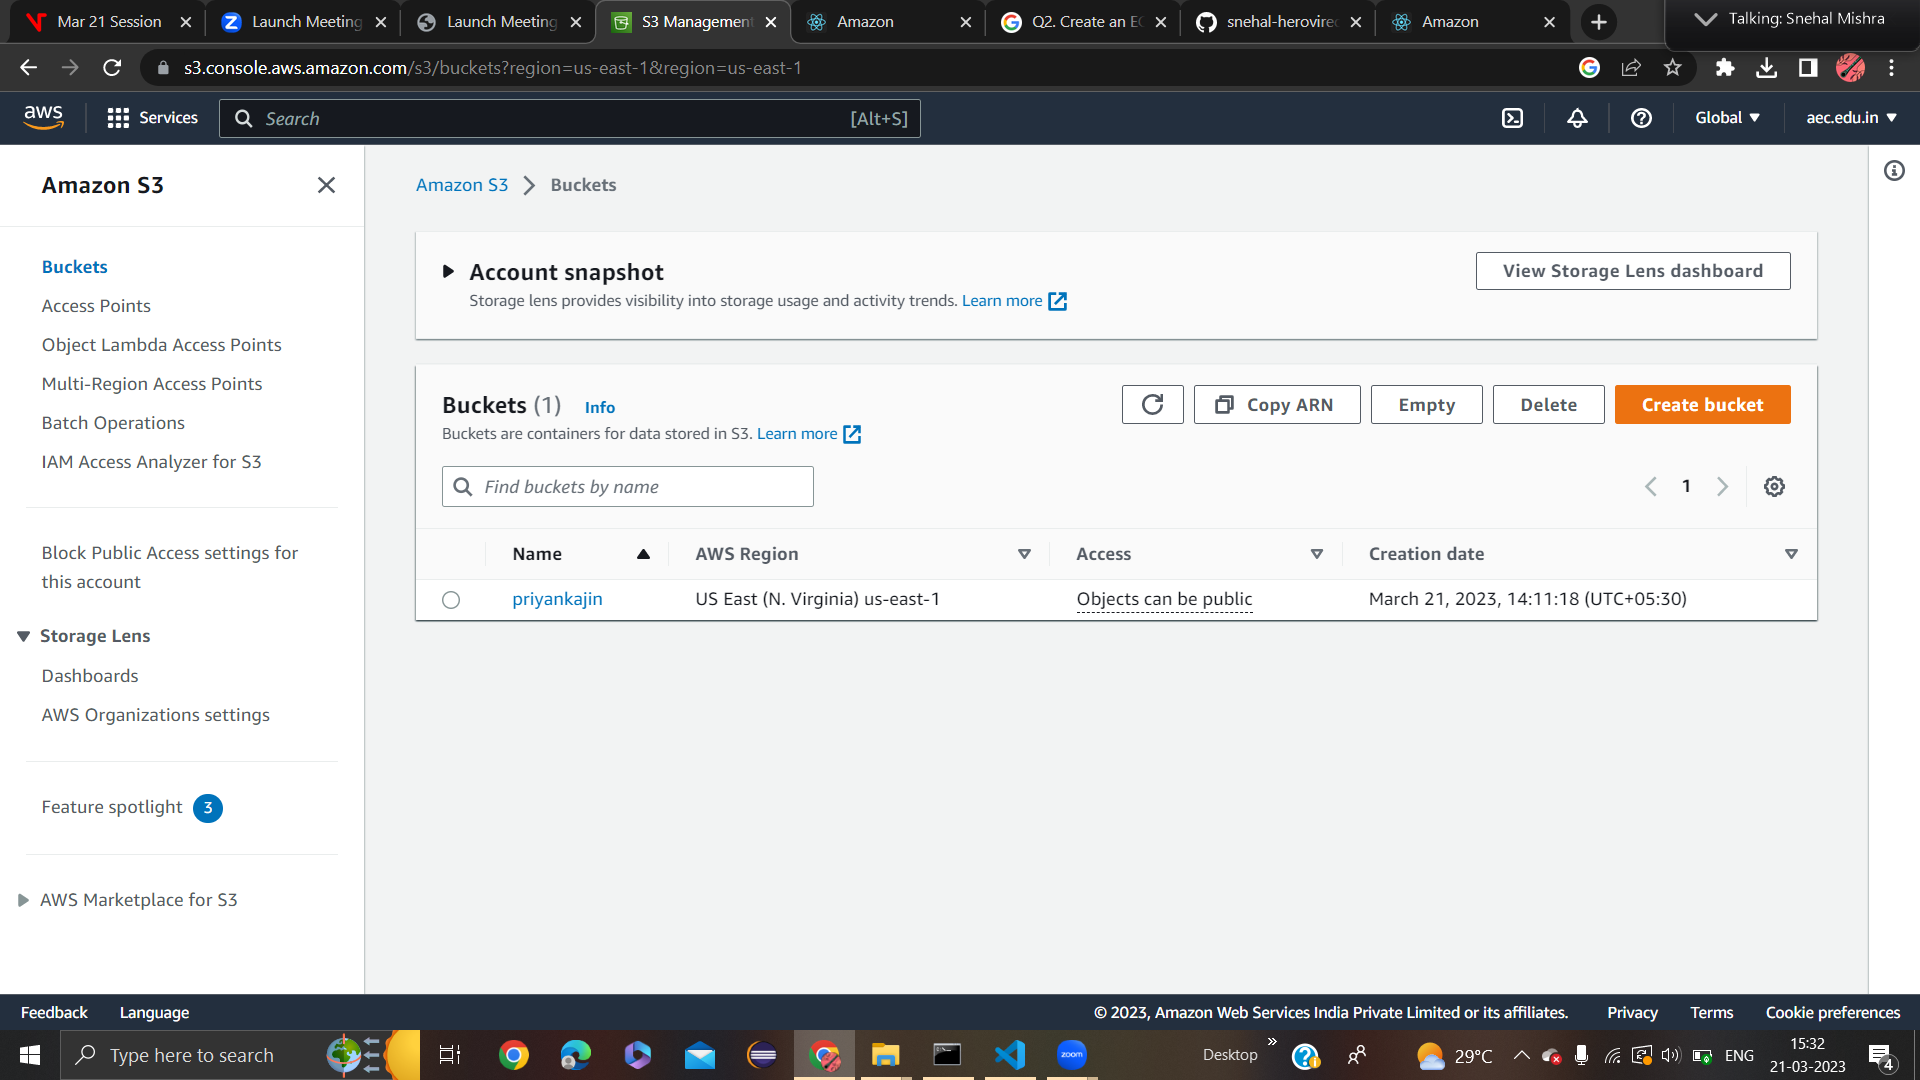 Mar 21 Session
Launch Meeting
Launch Meeting
S3 Management
Amazon
Q2. Create an EC
snehal-herovired
Amazon
Talking: Snehal Mishra
s3.console.aws.amazon.com/s3/buckets?region=us-east-1&region=us-east-1
aws
Services
Search
[Alt+S]
Global
aec.edu.in
Amazon S3
Buckets
Access Points
Object Lambda Access Points
Multi-Region Access Points
Batch Operations
IAM Access Analyzer for S3
Block Public Access settings for
this account
Storage Lens
Dashboards
AWS Organizations settings
Feature spotlight 3
AWS Marketplace for S3
Amazon S3 > Buckets
Account snapshot
Storage lens provides visibility into storage usage and activity trends. Learn more
View Storage Lens dashboard
Buckets (1) Info
Buckets are containers for data stored in S3. Learn more
Copy ARN
Empty
Delete
Create bucket
Find buckets by name
1
Name AWS Region Access Creation date
priyankajin US East (N. Virginia) us-east-1 Objects can be public March 21, 2023, 14:11:18 (UTC+05:30)
Feedback Language © 2023, Amazon Web Services India Private Limited or its affiliates. Privacy Terms Cookie preferences
Type here to search
zoom
Desktop
29°C
ENG
15:32
21-03-2023
4